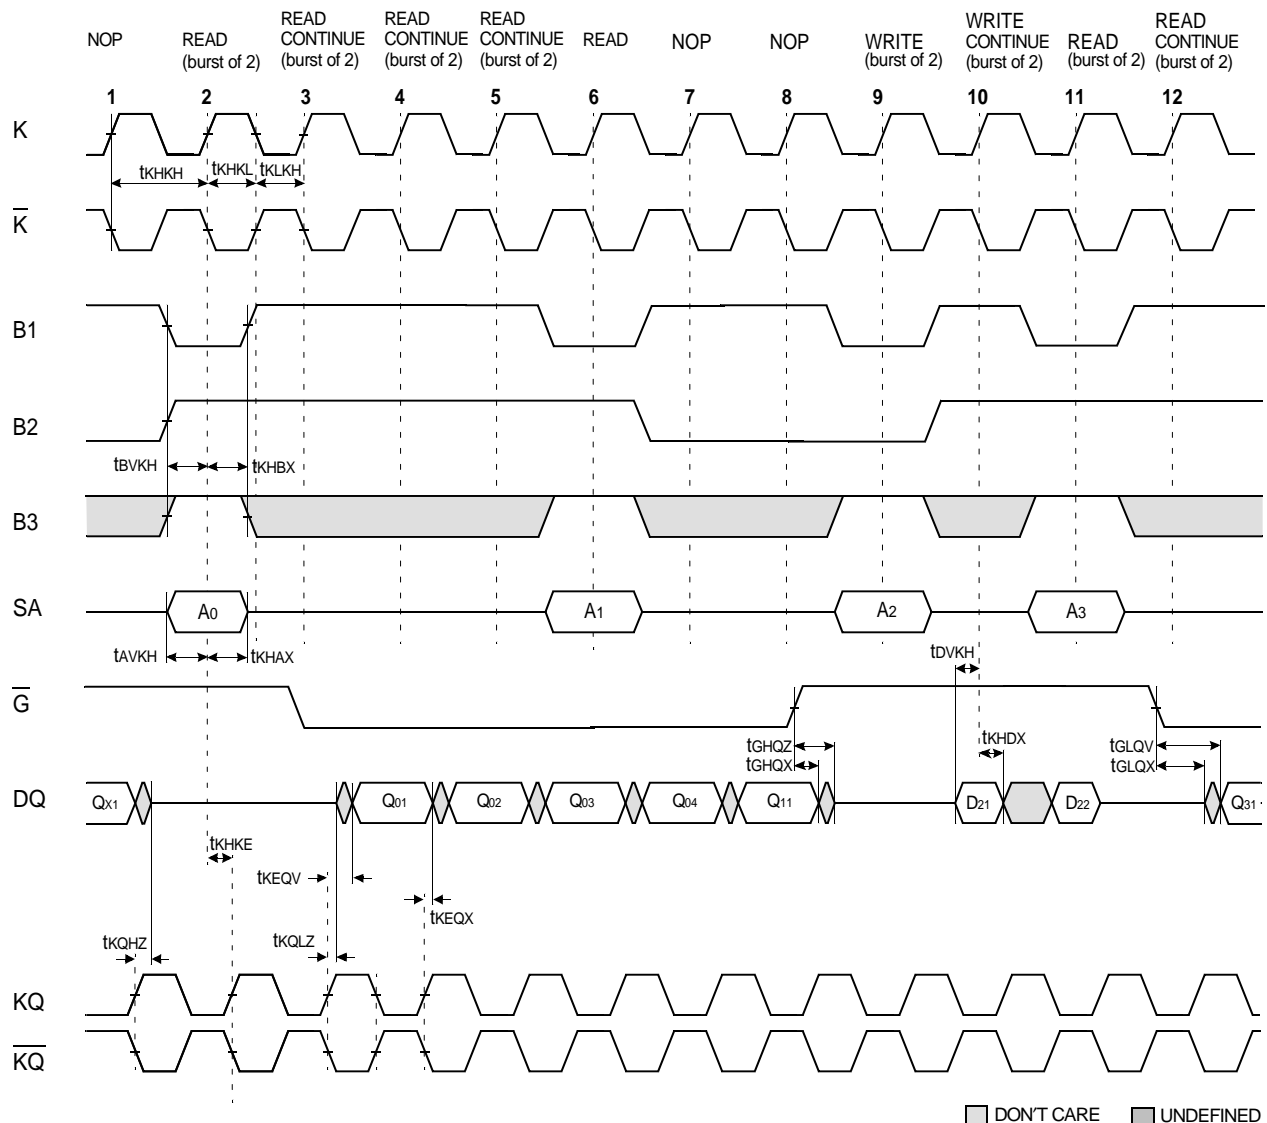 NOP
READ
(burst of 2)
READ
CONTINUE
(burst of 2)
READ
CONTINUE
(burst of 2)
READ
CONTINUE
(burst of 2)
READ
NOP
NOP
WRITE
(burst of 2)
WRITE
CONTINUE
(burst of 2)
READ
(burst of 2)
READ
CONTINUE
(burst of 2)
1 2 3 4 5 6 7 8 9 10 11 12
K
tKHKH tKHKL tKLKH
K̅
B1
B2
tBVKH tKHBX
B3
SA A0 A1 A2 A3
tAVKH tKHAX tDVKH
G̅
tGHQZ tKHDX tGLQV
tGHQX tGLQX
DQ QX1 Q01 Q02 Q03 Q04 Q11 D21 D22 Q31
tKHKE
tKEQV
tKEQX
tKQHZ tKQLZ
KQ
K̅Q̅
DON'T CARE UNDEFINED